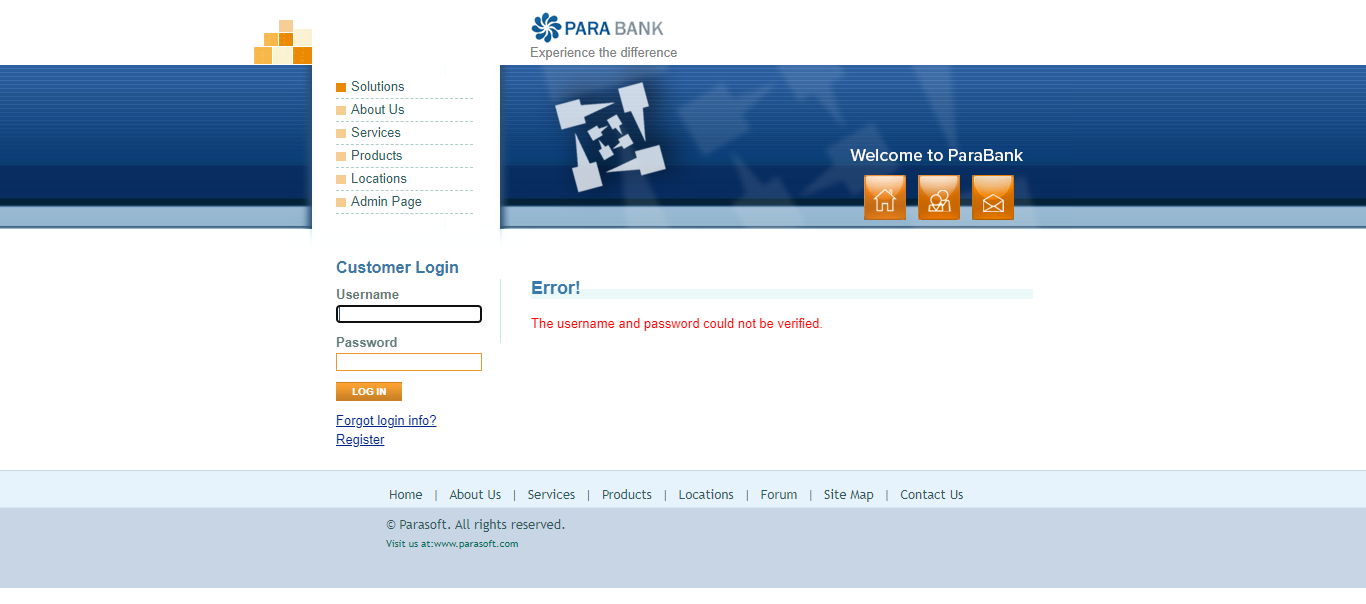 PARA BANK
Experience the difference
Solutions
About Us
Services
Products
Locations
Admin Page
Welcome to ParaBank
Customer Login
Username
Password
LOG IN
Forgot login info?
Register
Error!
The username and password could not be verified.
Home | About Us | Services | Products | Locations | Forum | Site Map | Contact Us
© Parasoft. All rights reserved.
Visit us at:www.parasoft.com